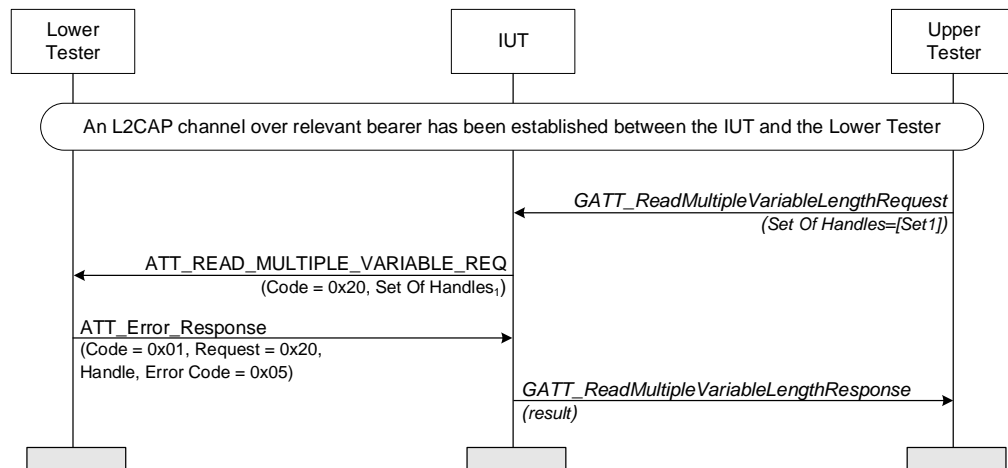 Lower
Tester
IUT
Upper
Tester
An L2CAP channel over relevant bearer has been established between the IUT and the Lower Tester
GATT_ReadMultipleVariableLengthRequest
(Set Of Handles=[Set1])
ATT_READ_MULTIPLE_VARIABLE_REQ
(Code = 0x20, Set Of Handles₁)
ATT_Error_Response
(Code = 0x01, Request = 0x20,
Handle, Error Code = 0x05)
GATT_ReadMultipleVariableLengthResponse
(result)